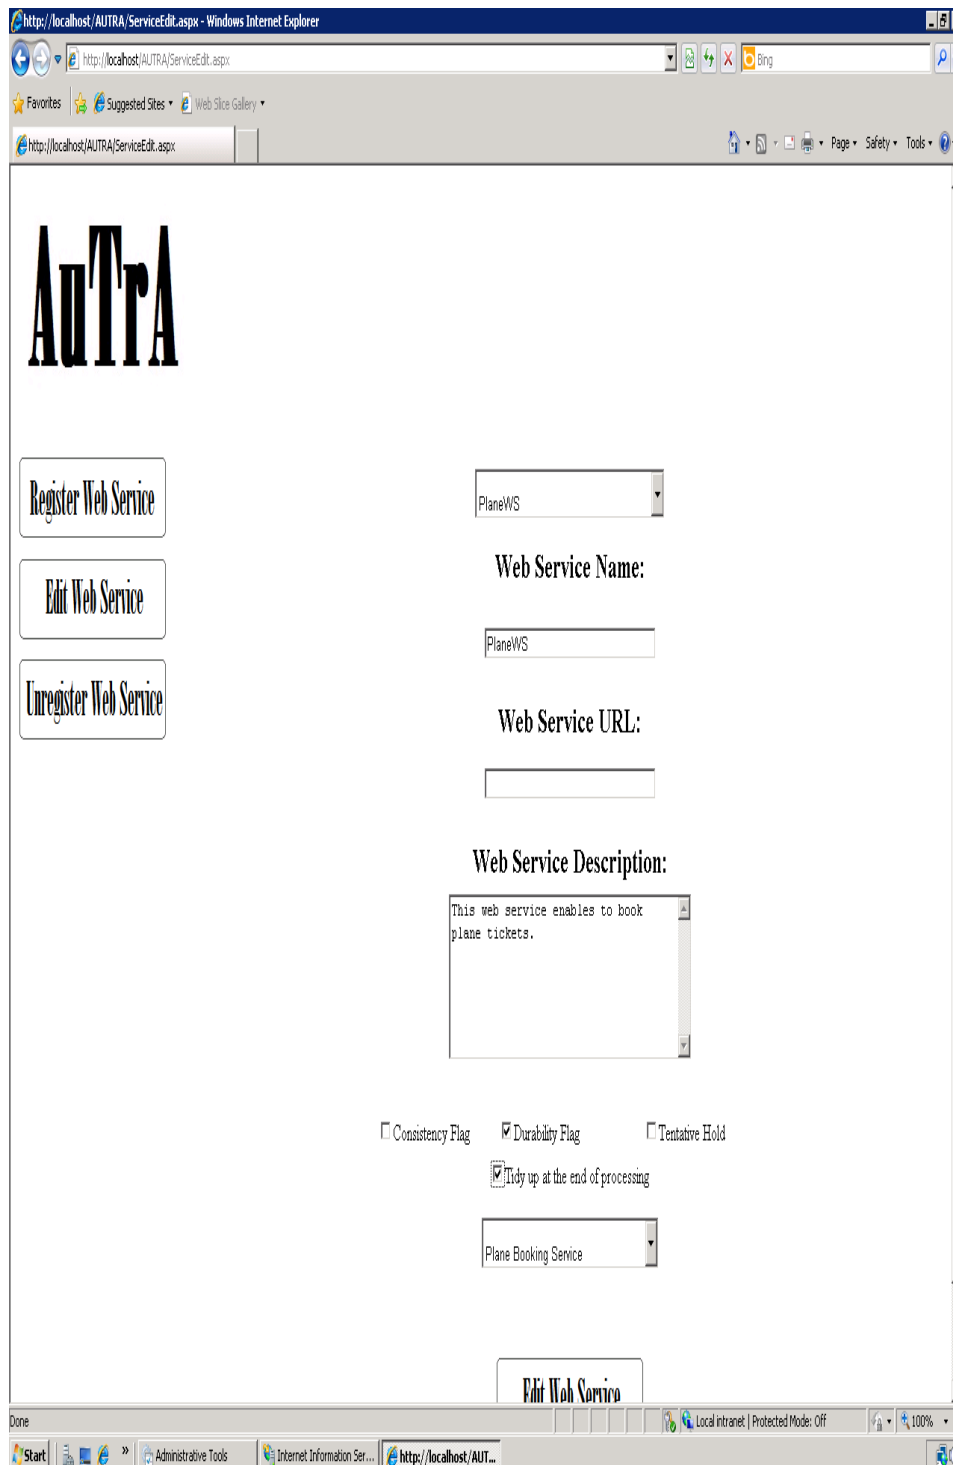 http://localhost/AUTRA/ServiceEdit.aspx - Windows Internet Explorer
http://localhost/AUTRA/ServiceEdit.aspx
Bing
Favorites Suggested Sites Web Slice Gallery
http://localhost/AUTRA/ServiceEdit.aspx
Page Safety Tools
AuTrA
Register Web Service
PlaneWS
Web Service Name:
Edit Web Service
PlaneWS
Unregister Web Service
Web Service URL:
Web Service Description:
This web service enables to book
plane tickets.
Consistency Flag Durability Flag Tentative Hold
Tidy up at the end of processing
Plane Booking Service
Edit Web Service
Done Local intranet | Protected Mode: Off 100%
Start Administrative Tools Internet Information Ser... http://localhost/AUT...